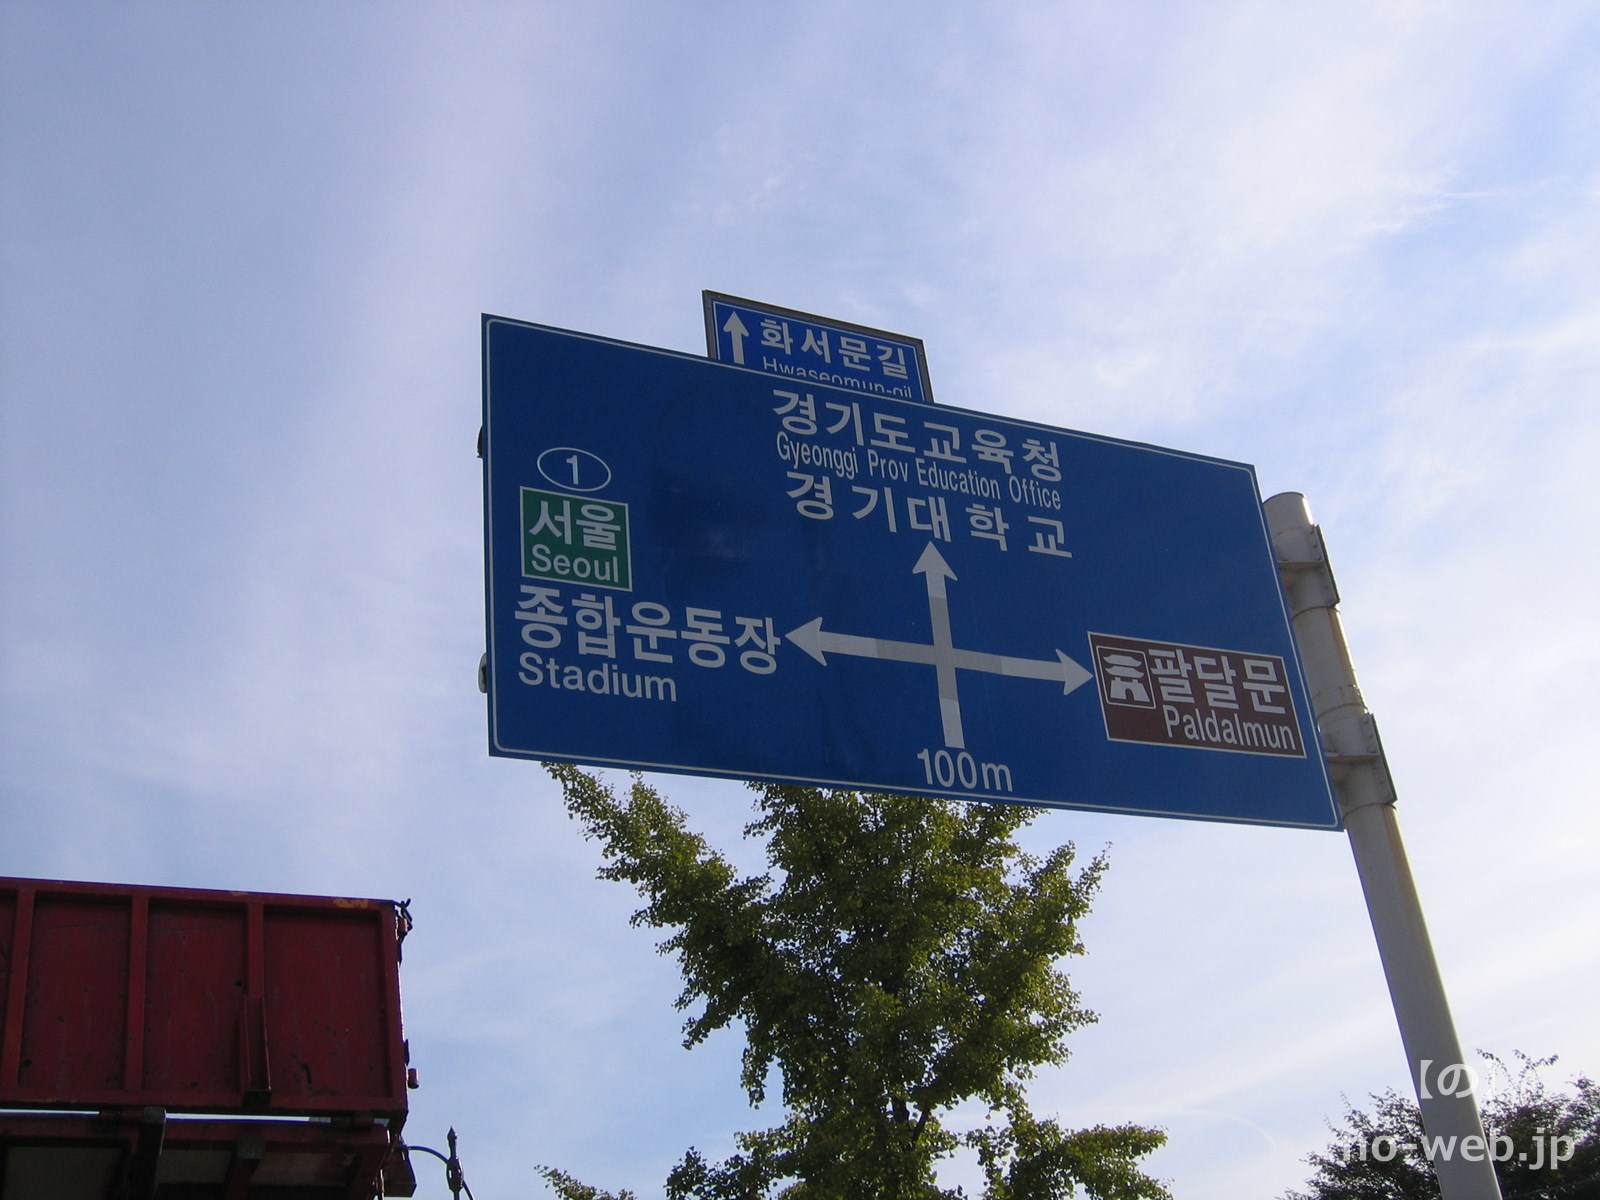 화서문길
Hwaseomun-gil
경기도교육청
Gyeonggi Prov Education Office
경기대학교
1
서울
Seoul
종합운동장
Stadium
팔달문
Paldalmun
100m
【の】
no-web.jp